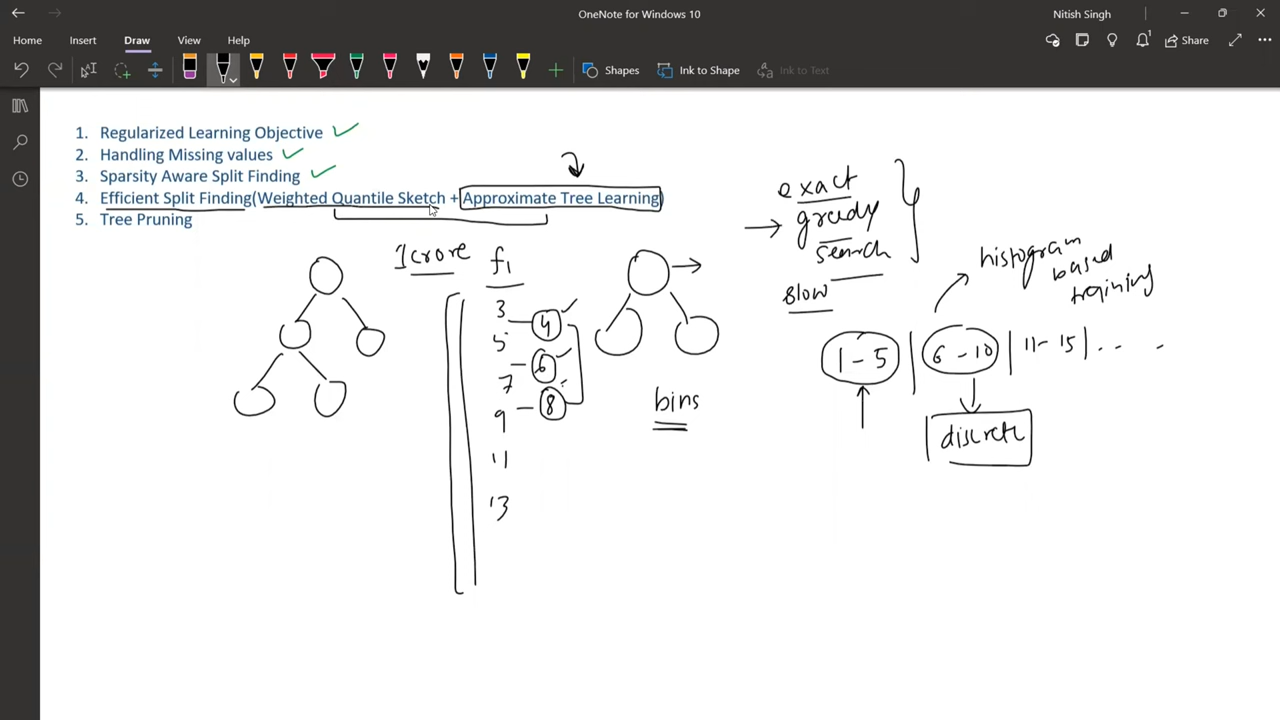 OneNote for Windows 10
Nitish Singh
Home Insert Draw View Help
Share
Shapes
Ink to Shape
Ink to Text
1. Regularized Learning Objective
2. Handling Missing values
3. Sparsity Aware Split Finding
4. Efficient Split Finding(Weighted Quantile Sketch + Approximate Tree Learning)
5. Tree Pruning
1 crore
f1
3
4
5
6
7
8
9
11
13
bins
exact
greedy
search
slow
histogram
based
training
1 - 5 | 6 - 10 | 11 - 15 | . . . .
discrete